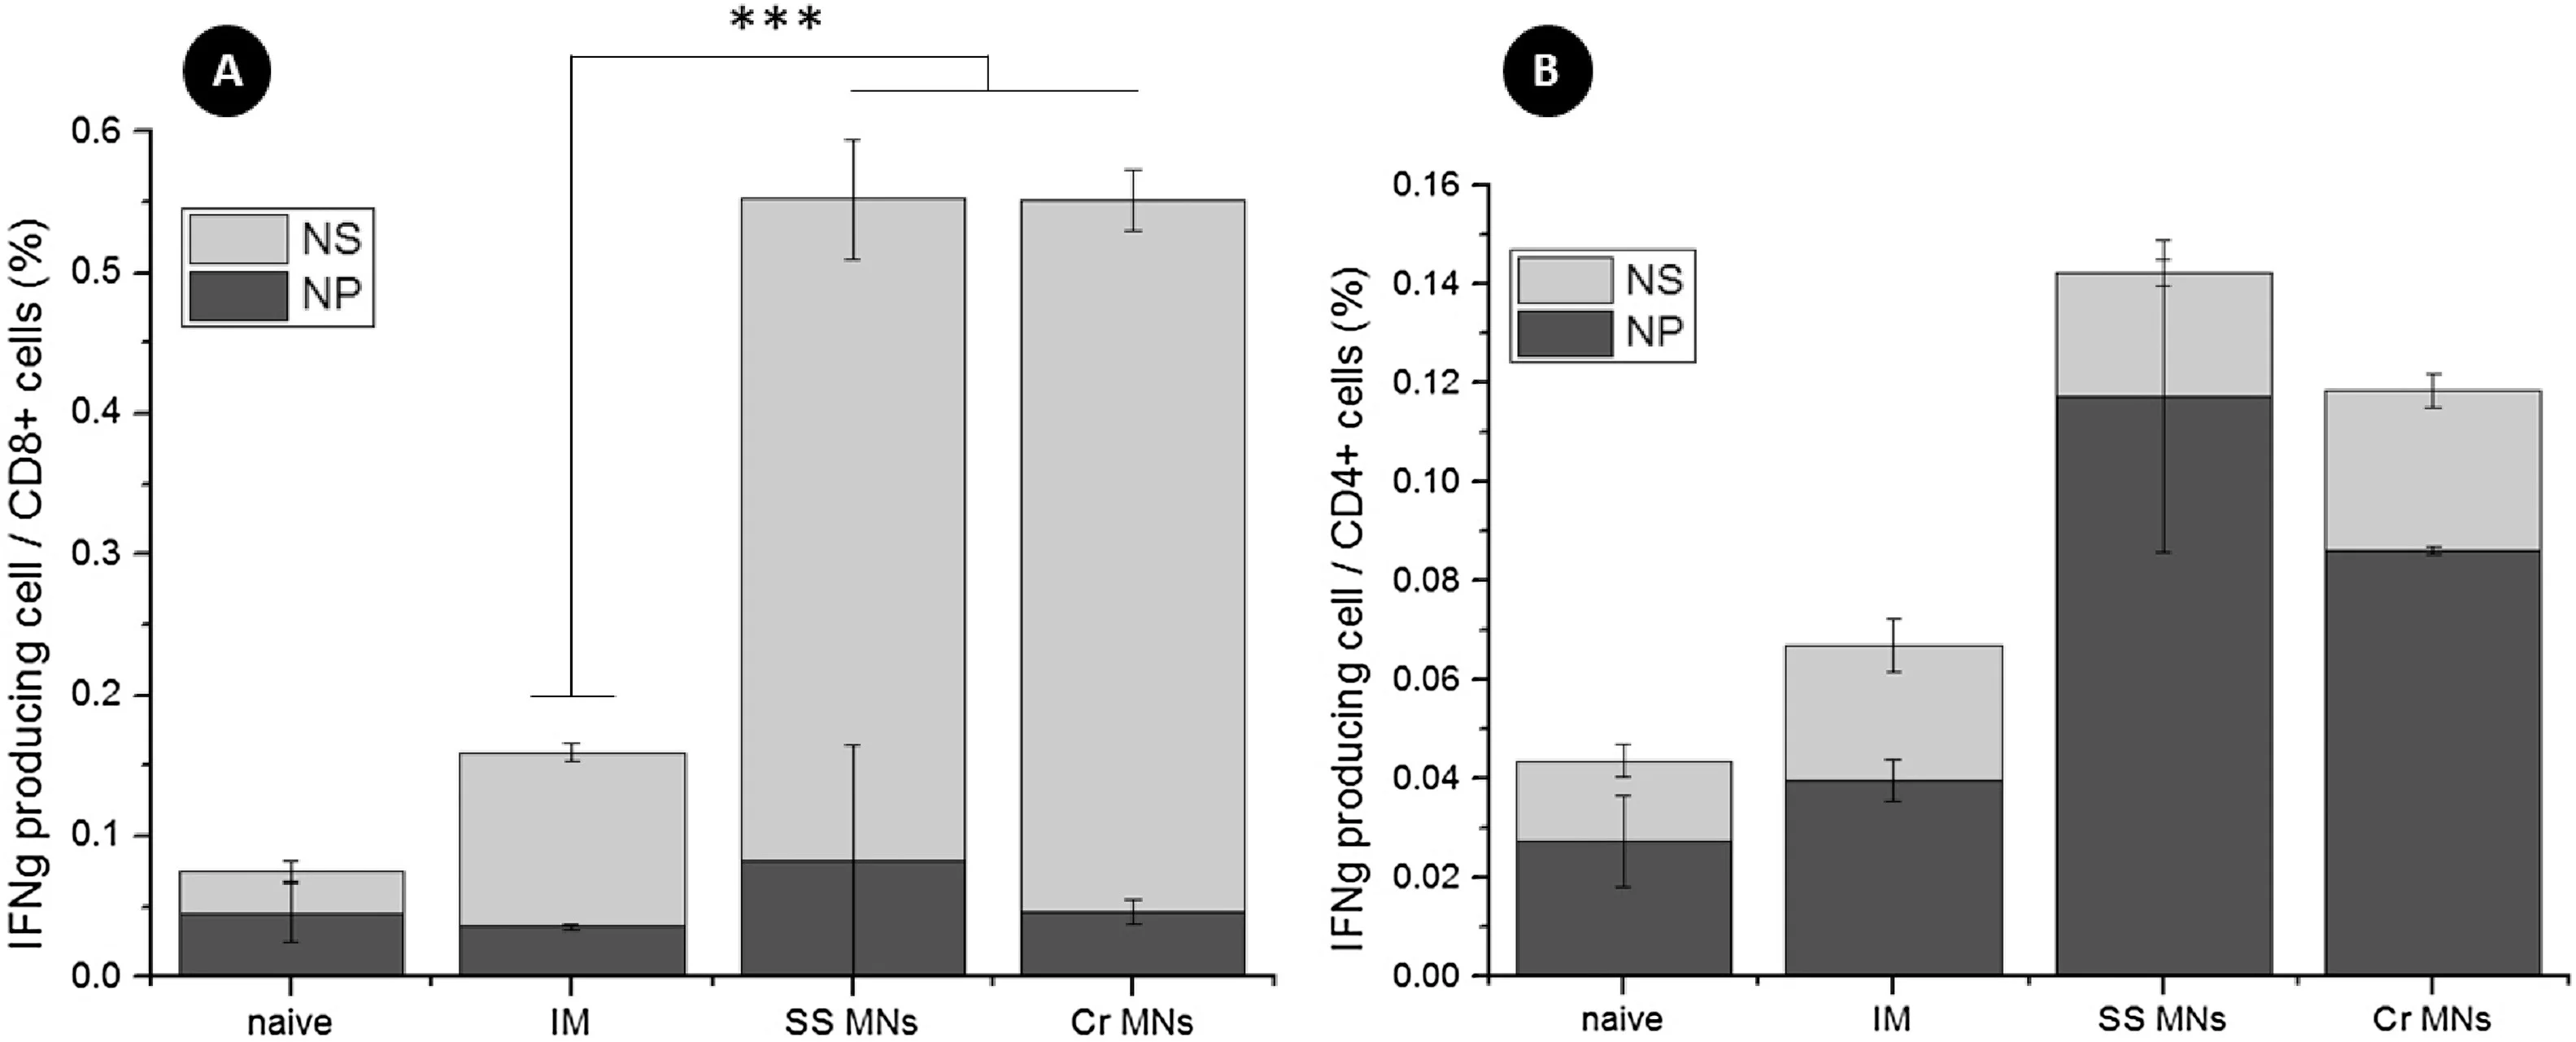 A
***
IFNg producing cell / CD8+ cells (%)
0.6
0.5
0.4
0.3
0.2
0.1
0.0
NS
NP
naive
IM
SS MNs
Cr MNs
B
IFNg producing cell / CD4+ cells (%)
0.16
0.14
0.12
0.10
0.08
0.06
0.04
0.02
0.00
NS
NP
naive
IM
SS MNs
Cr MNs